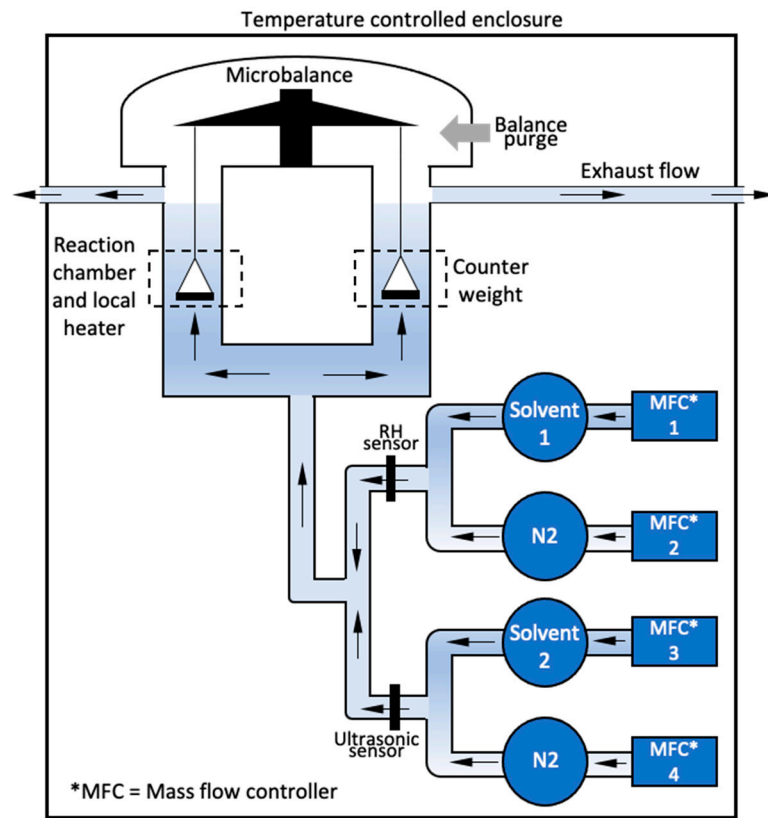 Temperature controlled enclosure
Microbalance
Balance
purge
Exhaust flow
Reaction
chamber
and local
heater
Counter
weight
Solvent
1
MFC*
1
RH
sensor
N2
MFC*
2
Solvent
2
MFC*
3
Ultrasonic
sensor
N2
MFC*
4
*MFC = Mass flow controller